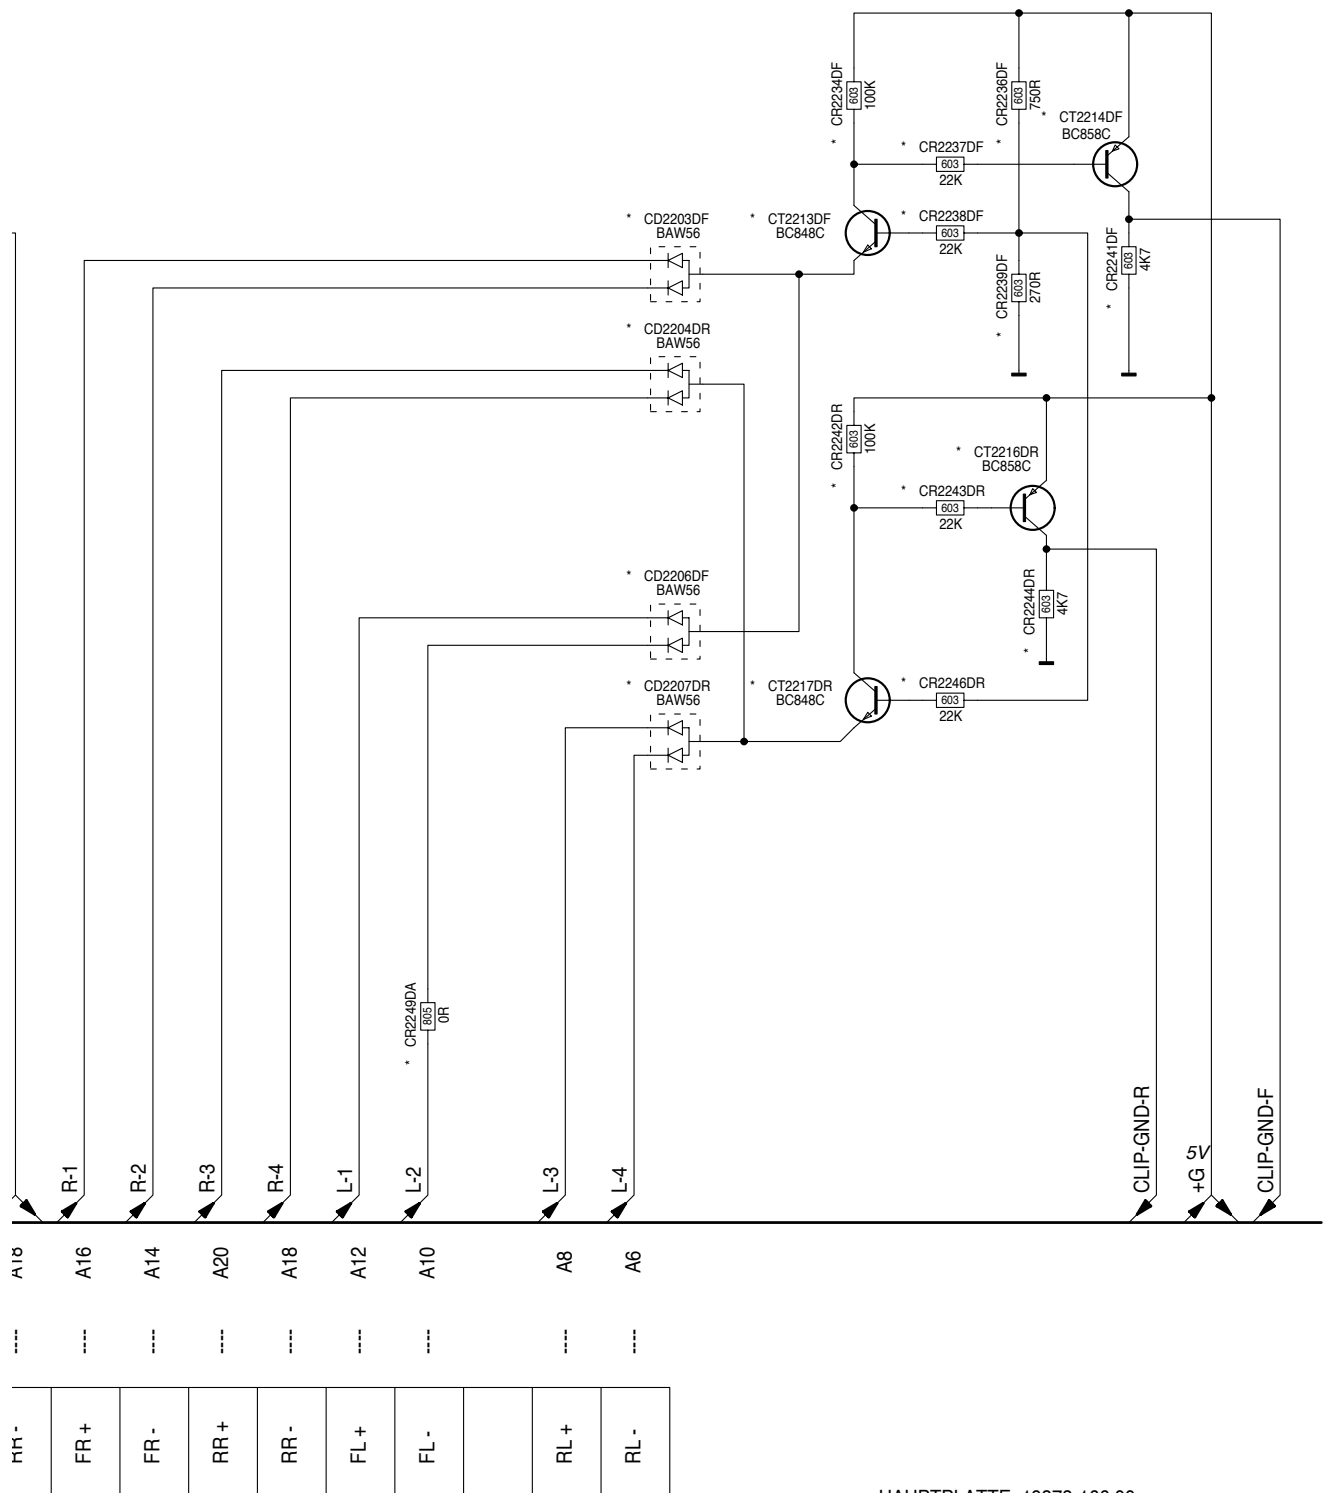 CR2234DF
603
100K
*
CR2236DF
603
750R
*
* CT2214DF
BC858C
* CR2237DF
603
22K
* CD2203DF
BAW56
* CT2213DF
BC848C
* CR2238DF
603
22K
CR2239DF
603
270R
*
CR2241DF
603
4K7
*
* CD2204DR
BAW56
CR2242DR
603
100K
*
* CT2216DR
BC858C
* CR2243DR
603
22K
* CD2206DF
BAW56
CR2244DR
603
4K7
*
* CD2207DR
BAW56
* CT2217DR
BC848C
* CR2246DR
603
22K
CR2249DA
805
0R
*
R-1
R-2
R-3
R-4
L-1
L-2
L-3
L-4
CLIP-GND-R
5V
+G
CLIP-GND-F
A18
A16
A14
A20
A18
A12
A10
A8
A6
----
----
----
----
----
----
----
----
----
RR -
FR +
FR -
RR +
RR -
FL +
FL -
RL +
RL -
HAUPTPLATTE